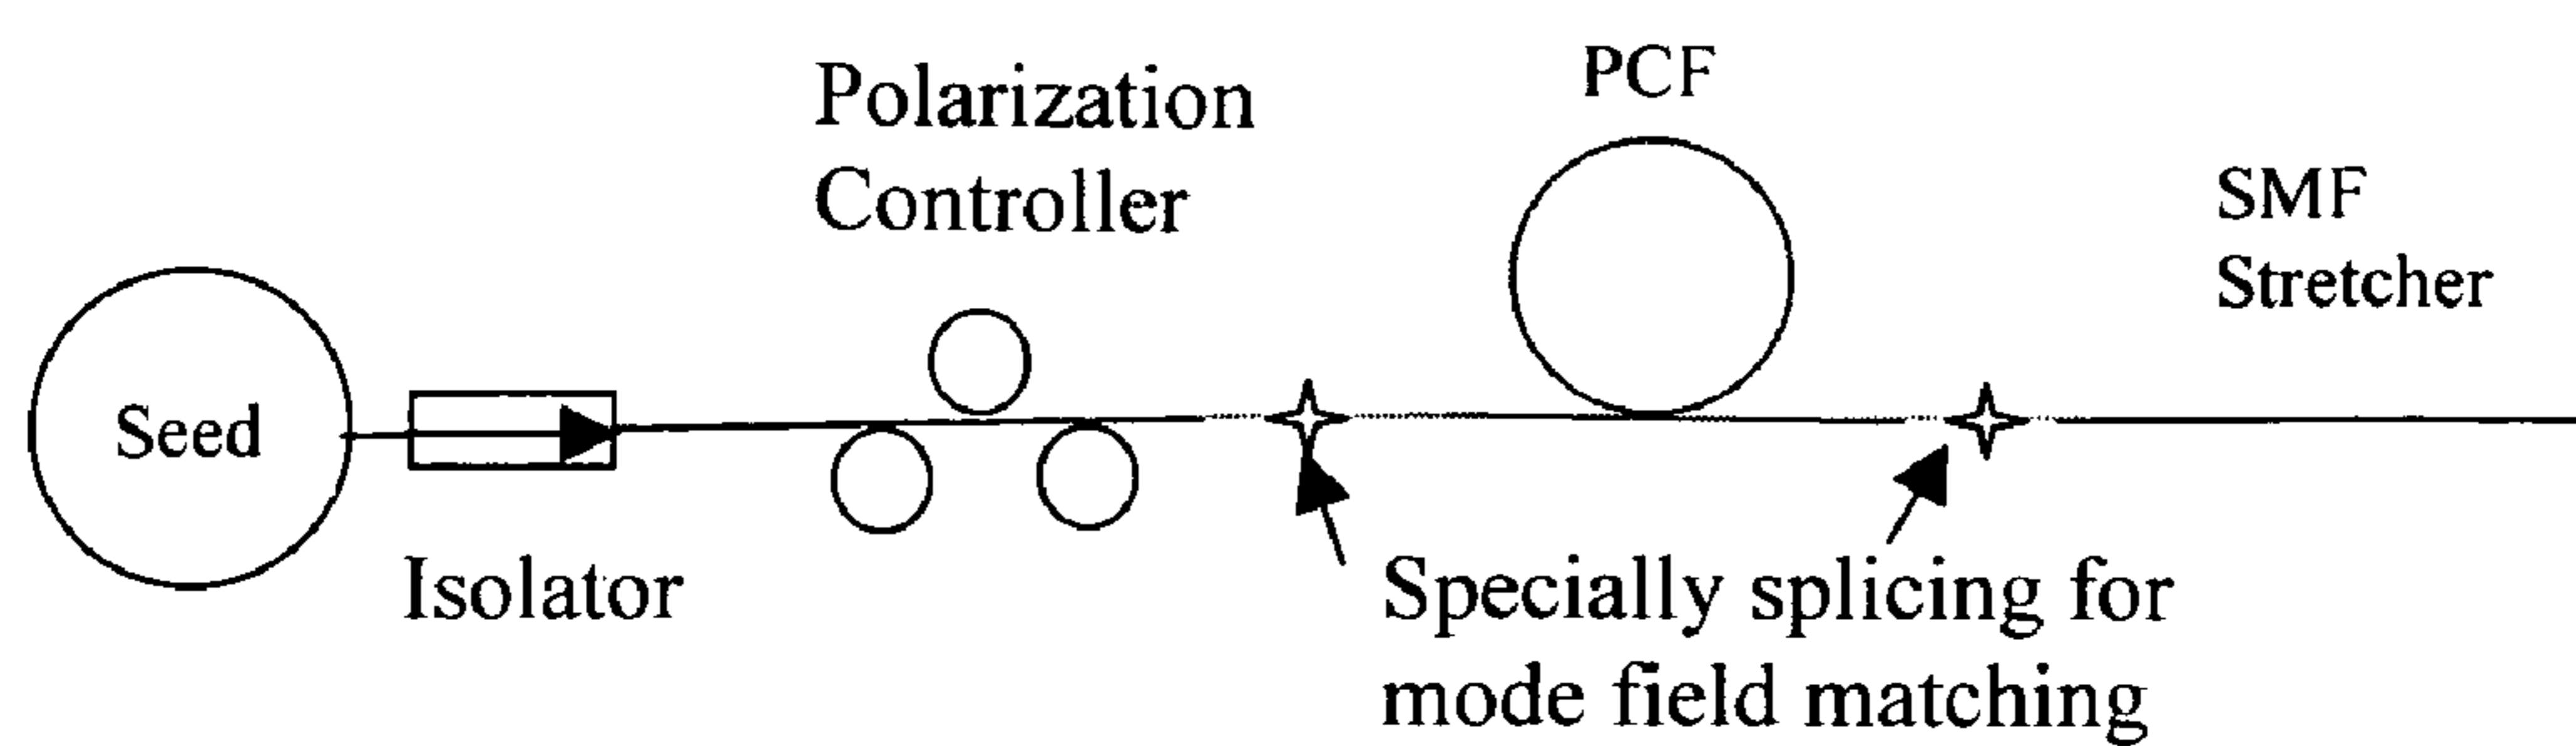 Seed
Isolator
Polarization
Controller
PCF
SMF
Stretcher
Specially splicing for
mode field matching